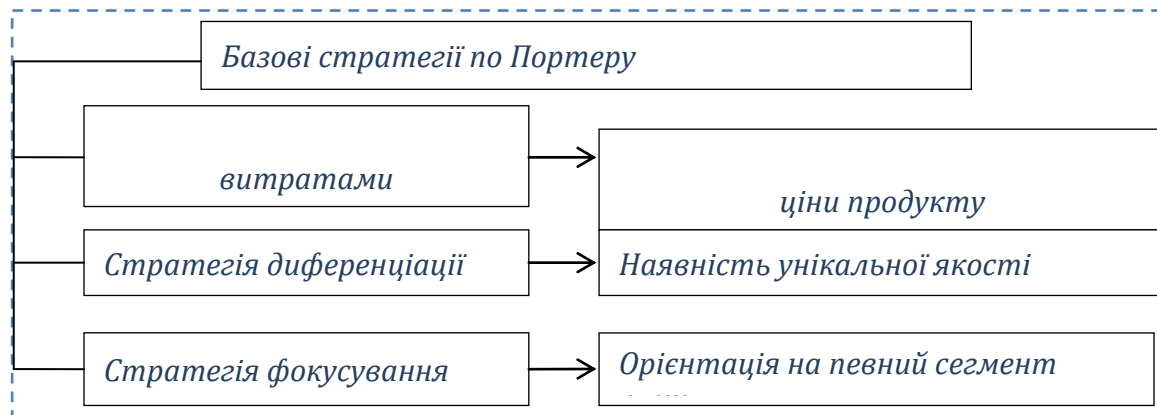 Базові стратегії по Портеру
витратами
ціни продукту
Стратегія диференціації
Наявність унікальної якості
Стратегія фокусування
Орієнтація на певний сегмент